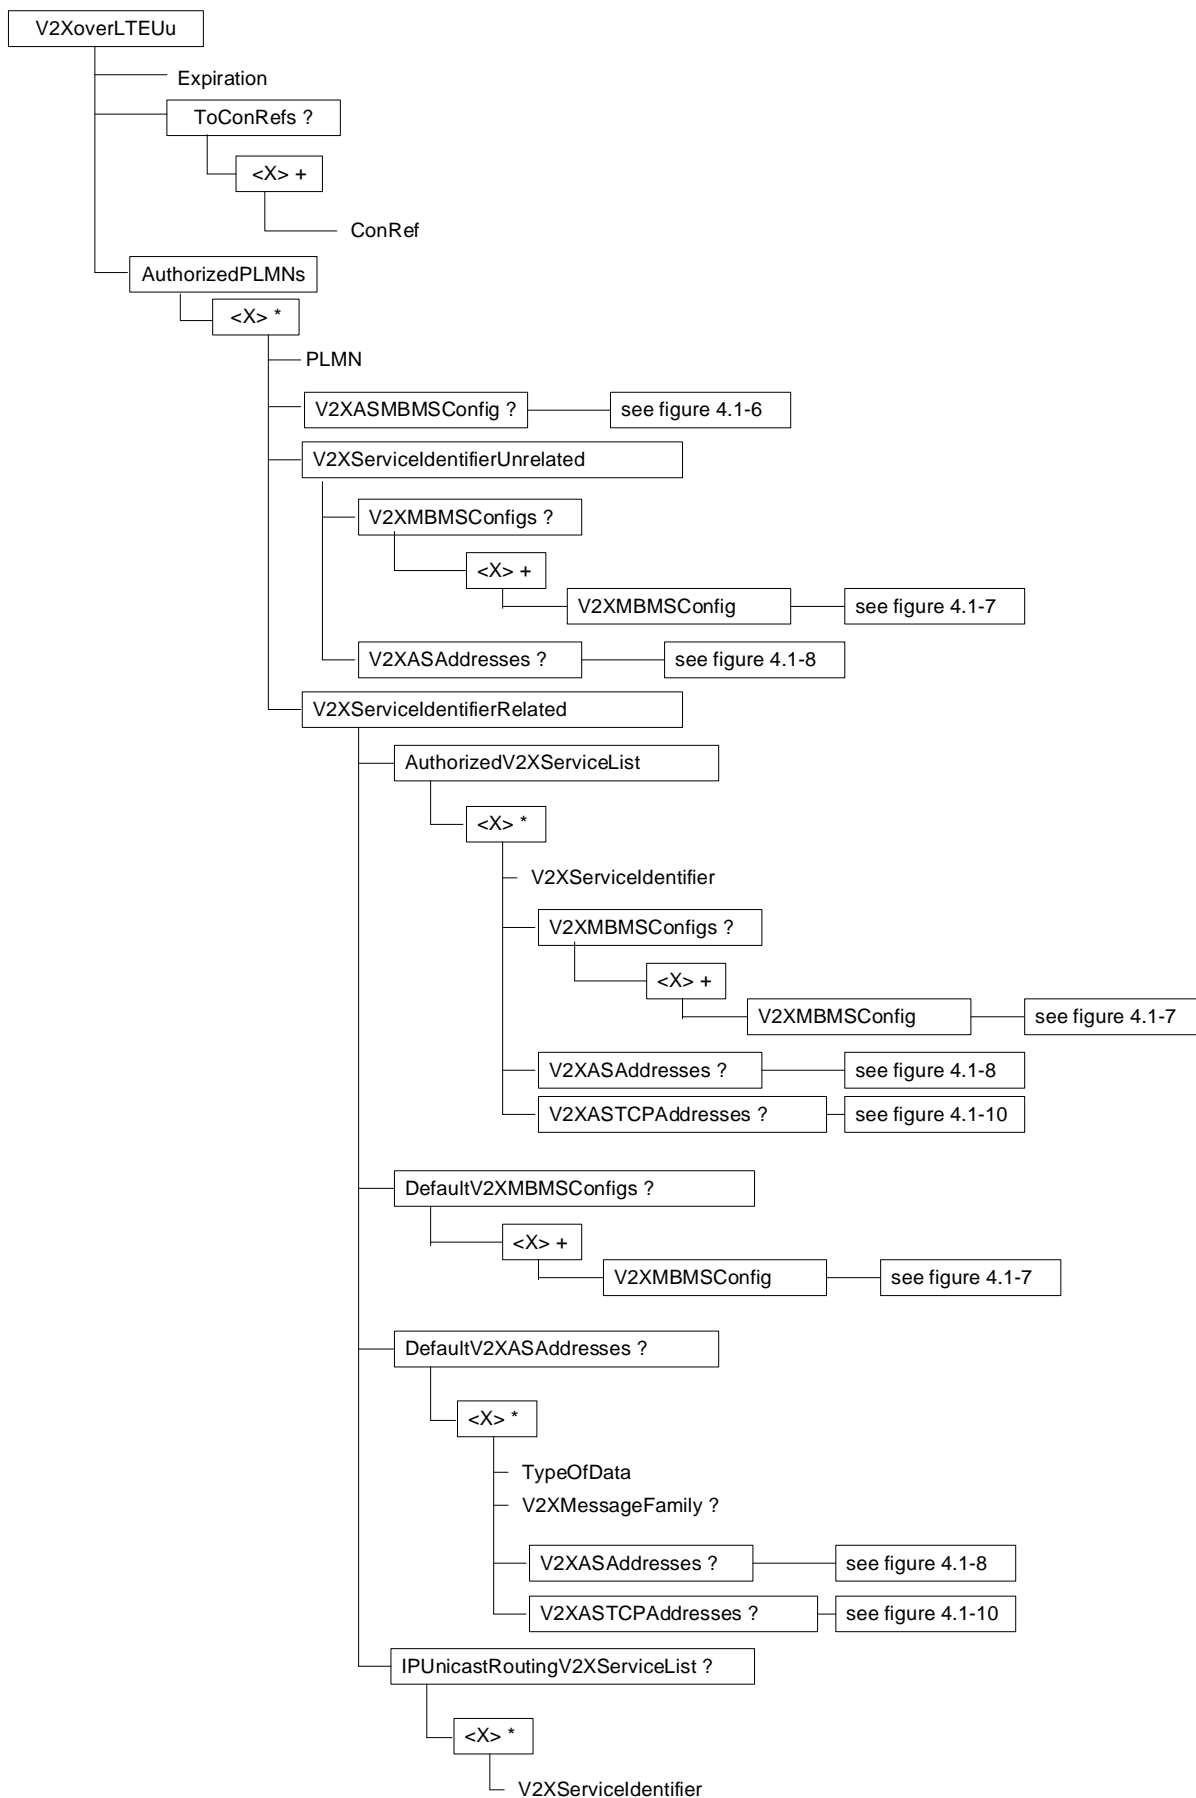 V2XoverLTEUu
Expiration
ToConRefs ?
<X> +
ConRef
AuthorizedPLMNs
<X> *
PLMN
V2XASMBMSConfig ?
see figure 4.1-6
V2XServiceIdentifierUnrelated
V2XMBMSConfigs ?
<X> +
V2XMBMSConfig
see figure 4.1-7
V2XASAddresses ?
see figure 4.1-8
V2XServiceIdentifierRelated
AuthorizedV2XServiceList
<X> *
V2XServiceIdentifier
V2XMBMSConfigs ?
<X> +
V2XMBMSConfig
see figure 4.1-7
V2XASAddresses ?
see figure 4.1-8
V2XASTCPAddresses ?
see figure 4.1-10
DefaultV2XMBMSConfigs ?
<X> +
V2XMBMSConfig
see figure 4.1-7
DefaultV2XASAddresses ?
<X> *
TypeOfData
V2XMessageFamily ?
V2XASAddresses ?
see figure 4.1-8
V2XASTCPAddresses ?
see figure 4.1-10
IPUnicastRoutingV2XServiceList ?
<X> *
V2XServiceIdentifier